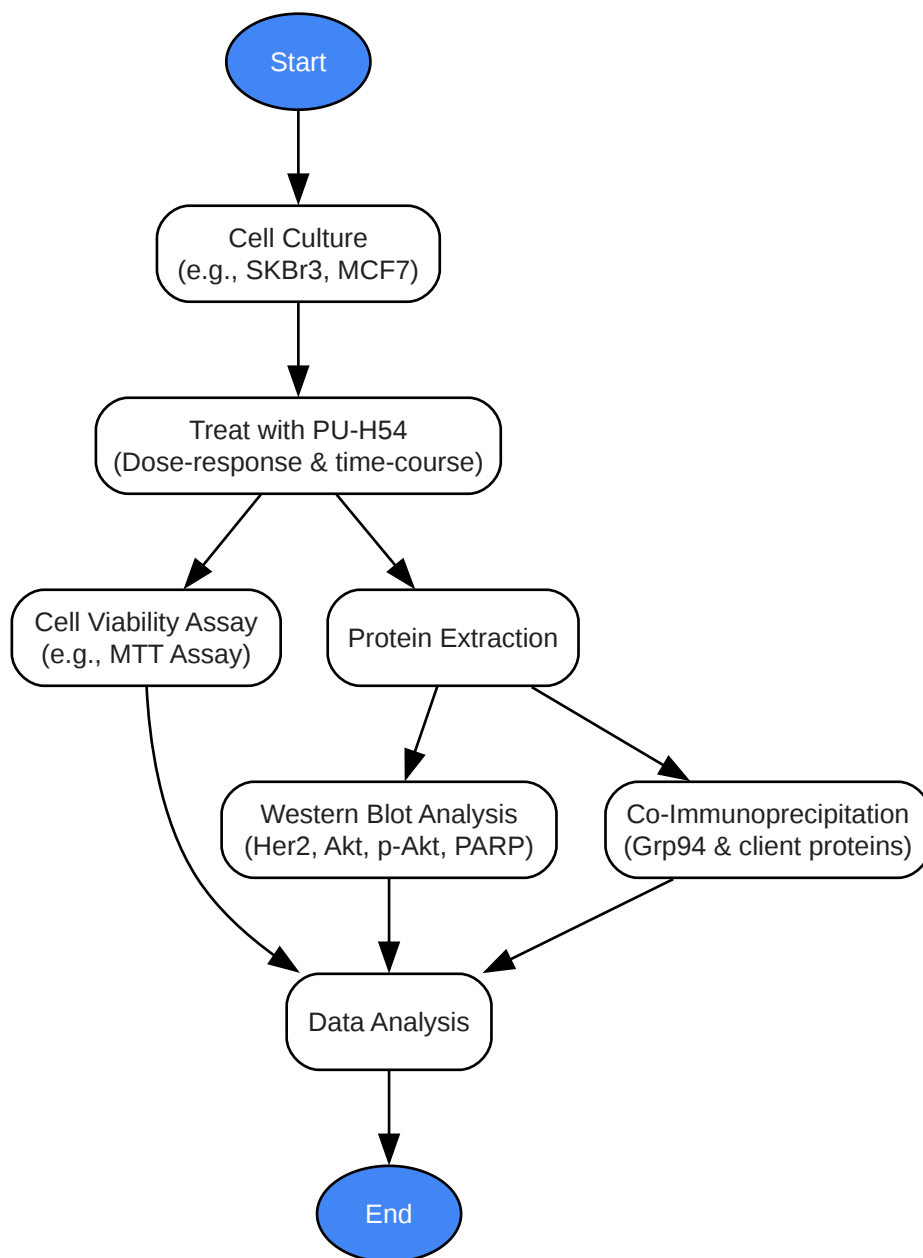 Start
Cell Culture
(e.g., SKBr3, MCF7)
Treat with PU-H54
(Dose-response & time-course)
Cell Viability Assay
(e.g., MTT Assay)
Protein Extraction
Western Blot Analysis
(Her2, Akt, p-Akt, PARP)
Co-Immunoprecipitation
(Grp94 & client proteins)
Data Analysis
End